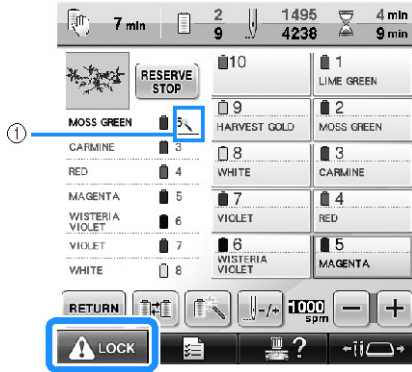 7 min 2 1495 4 min
9 4238 9 min
RESERVE
STOP
10
1
LIME GREEN
①
MOSS GREEN
9
HARVEST GOLD
2
MOSS GREEN
CARMINE 3
8
WHITE
3
CARMINE
RED 4
MAGENTA 5
7
VIOLET
4
RED
WISTERIA
VIOLET 6
VIOLET 7
6
WISTERIA
VIOLET
5
MAGENTA
WHITE 8
RETURN -/+ 1000
spm - +
LOCK ?